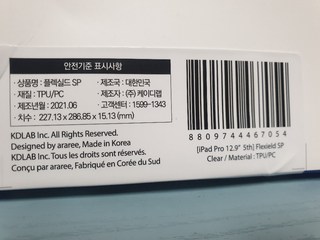 안전기준 표시사항
· 상품명 : 플렉실드 SP · 제조국 : 대한민국
· 재질 : TPU/PC · 제조자 : (주) 케이디랩
· 제조년월 : 2021.06 · 고객센터 : 1599-1343
· 치수 : 227.13 x 286.85 x 15.13 (mm)
KDLAB Inc. All Rights Reserved.
Designed by araree, Made in Korea
KDLAB Inc. Tous les droits sont réservés.
Conçu par araree, Fabriqué en Corée du Sud
8809744467054
[iPad Pro 12.9" 5th] Flexield SP
Clear / Material : TPU/PC